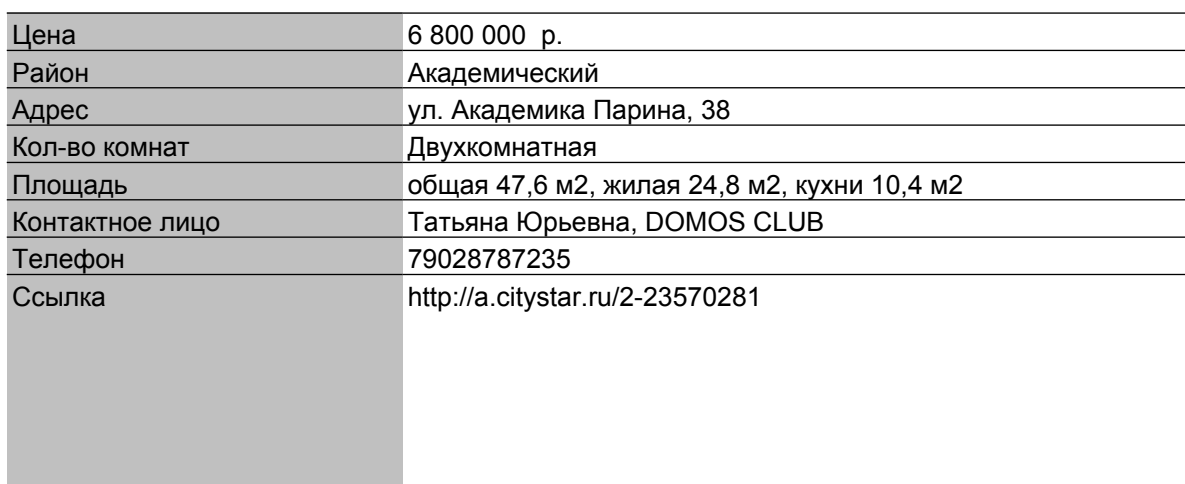 Цена 6 800 000 р.
Район Академический
Адрес ул. Академика Парина, 38
Кол-во комнат Двухкомнатная
Площадь общая 47,6 м2, жилая 24,8 м2, кухни 10,4 м2
Контактное лицо Татьяна Юрьевна, DOMOS CLUB
Телефон 79028787235
Ссылка http://a.citystar.ru/2-23570281